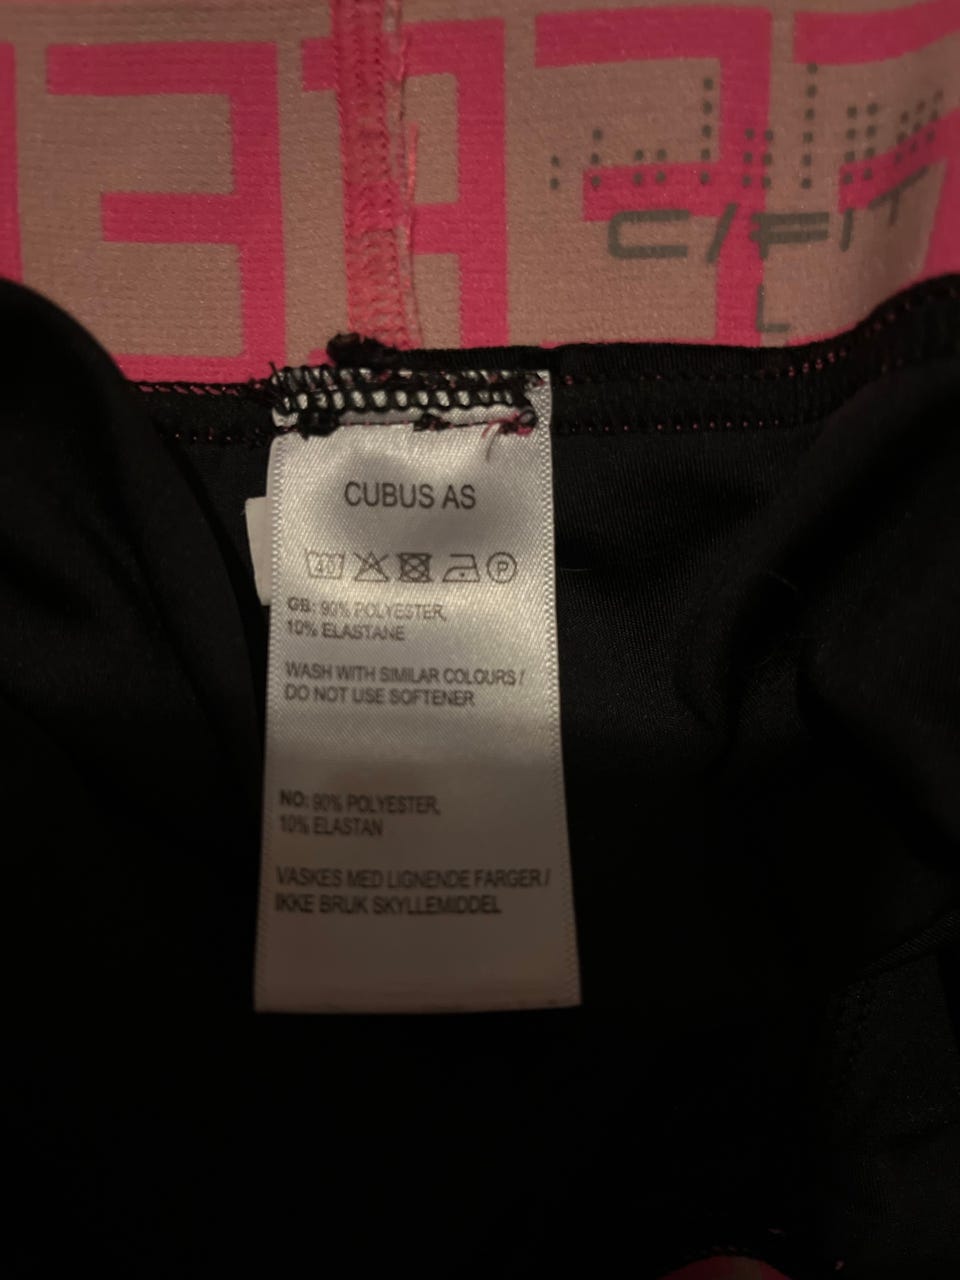 C/FIT
L
CUBUS AS
40 P
GB: 90% POLYESTER,
10% ELASTANE
WASH WITH SIMILAR COLOURS /
DO NOT USE SOFTENER
NO: 90% POLYESTER,
10% ELASTAN
VASKES MED LIGNENDE FARGER /
IKKE BRUK SKYLLEMIDDEL